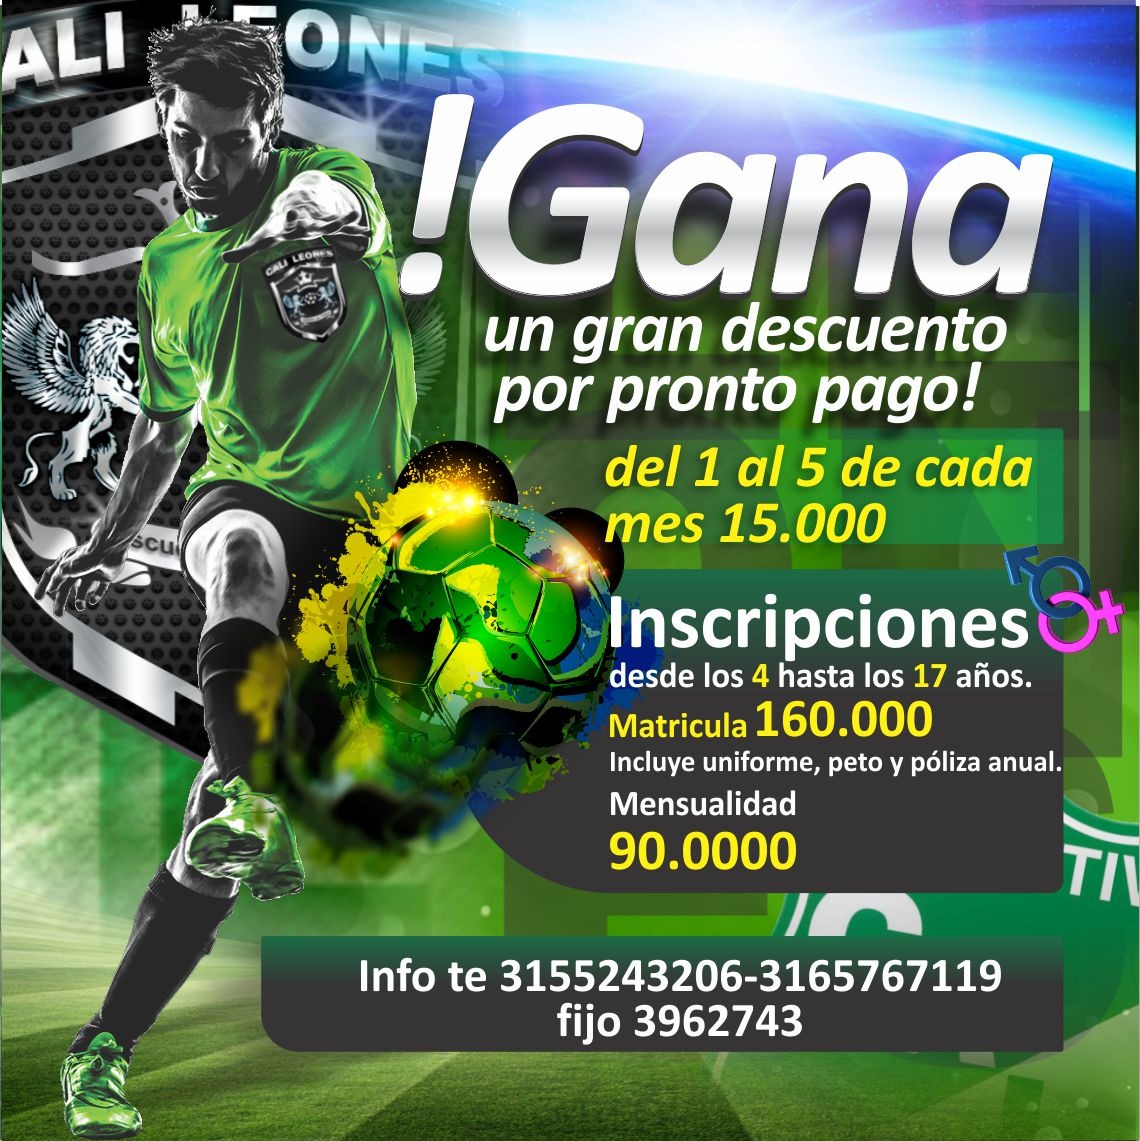 CALI LEONES
!Gana
un gran descuento
por pronto pago!
CALI LEONES
del 1 al 5 de cada
mes 15.000
Inscripciones
desde los 4 hasta los 17 años.
Matricula 160.000
Incluye uniforme, peto y póliza anual.
Mensualidad
90.0000
Info te 3155243206-3165767119
fijo 3962743